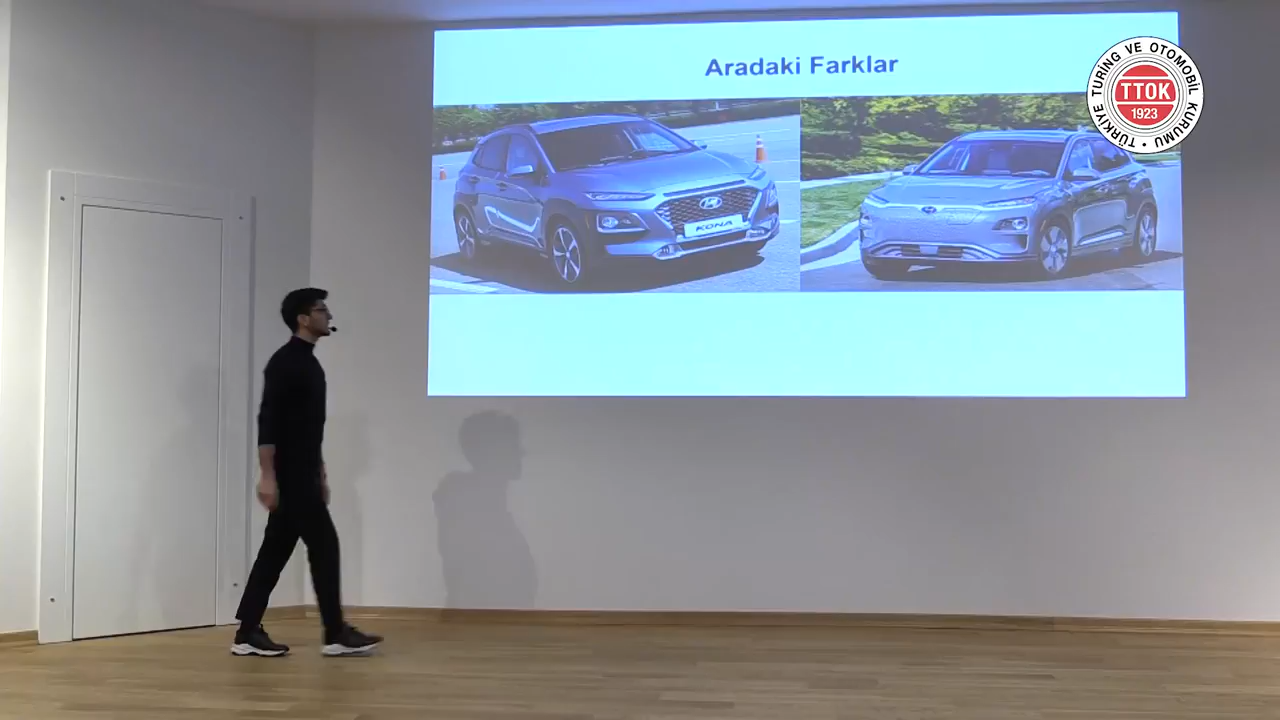 Aradaki Farklar
KONA
TÜRKİYE TURİNG VE OTOMOBİL KURUMU
TTOK
1923